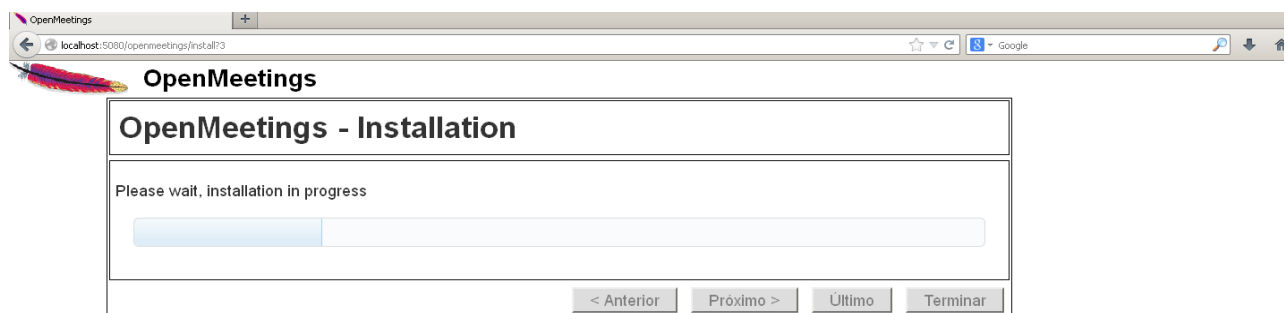 OpenMeetings
+
localhost:5080/openmeetings/install?3
8 Google
OpenMeetings
OpenMeetings - Installation
Please wait, installation in progress
< Anterior Próximo > Último Terminar